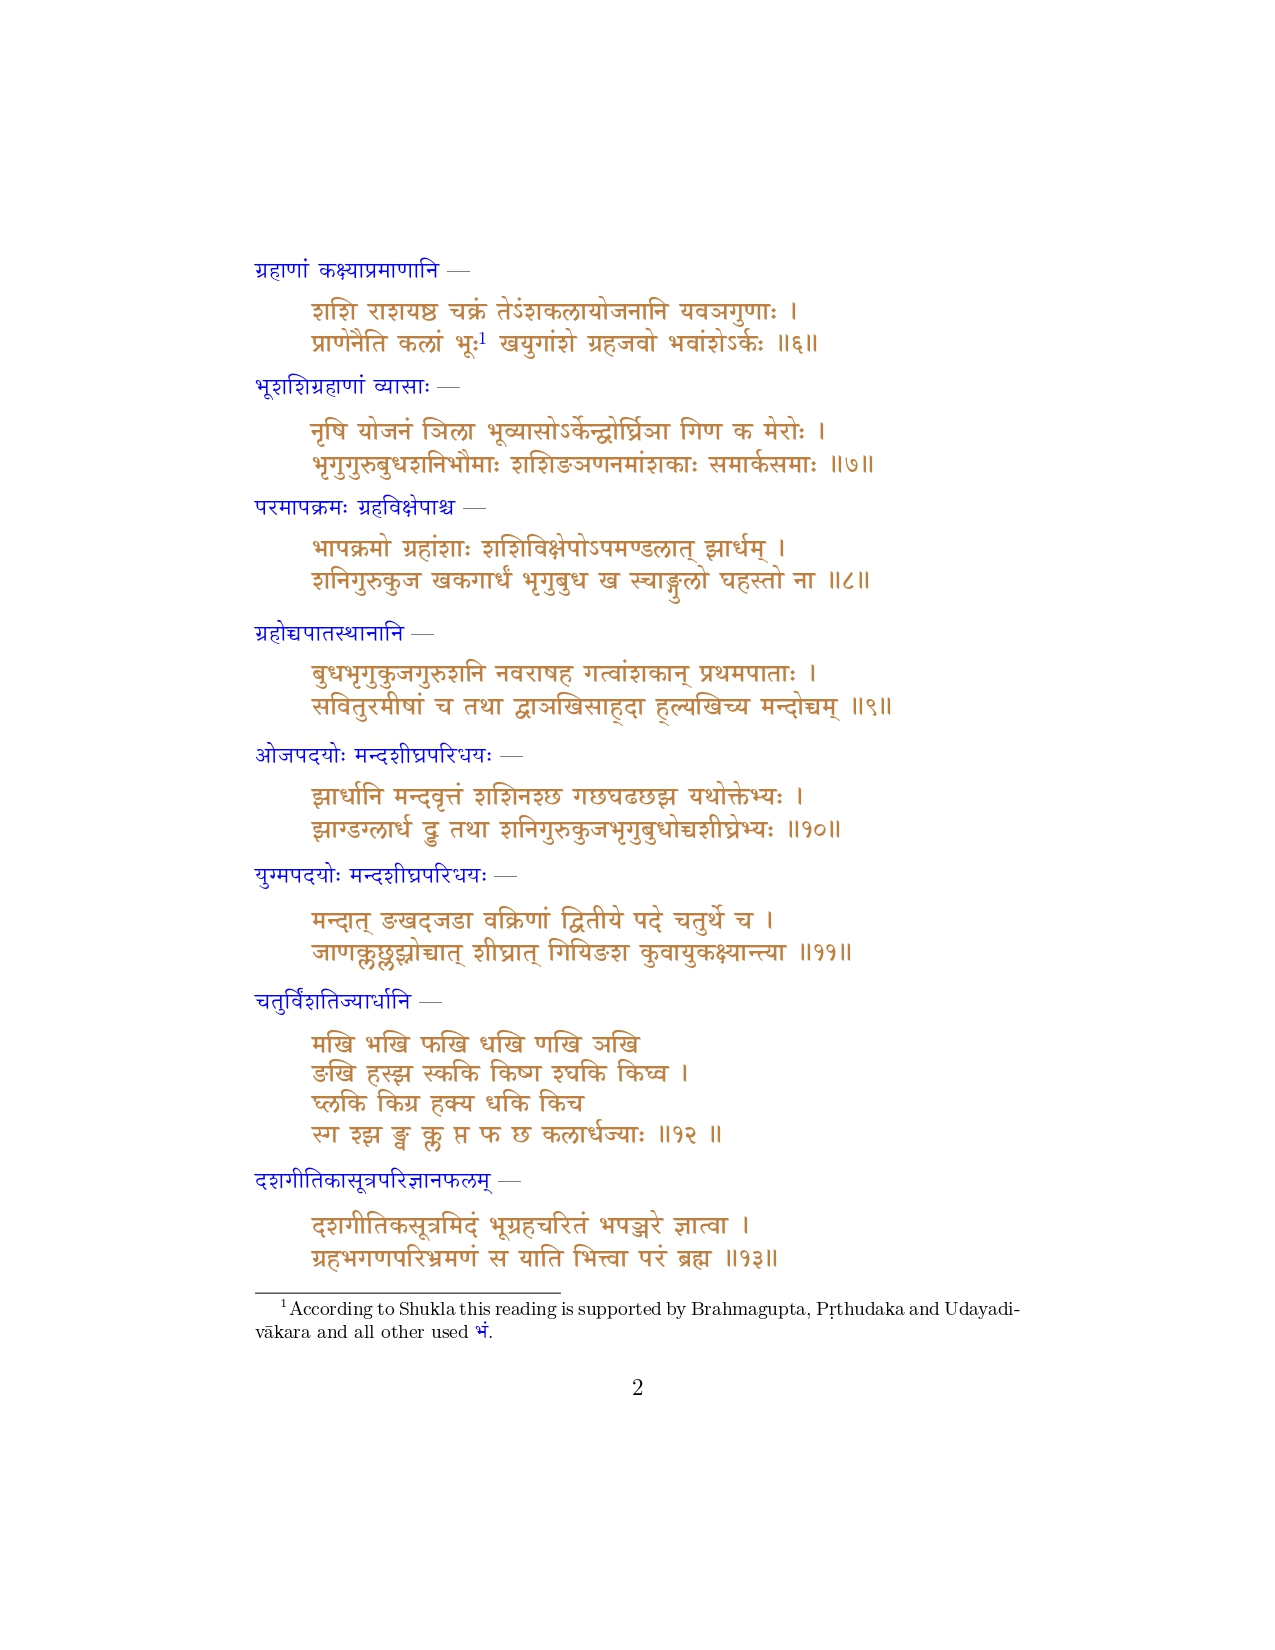 ग्रहाणां कक्ष्याप्रमाणानि —
शशि राशयष्ठ चक्रं तेऽंशकलायोजनानि यवञगुणाः ।
प्राणेनैति कलां भूः1 खयुगांशे ग्रहजवो भवांशेऽर्कः ॥६॥
भूशशिग्रहाणां व्यासाः —
नृषि योजनं ञिला भूव्यासोऽर्केन्द्वोर्घ्रिञा गिण क मेरोः ।
भृगुगुरुबुधशनिभौमाः शशिङञणनमांशकाः समार्कसमाः ॥७॥
परमापक्रमः ग्रहविक्षेपाश्च —
भापक्रमो ग्रहांशाः शशिविक्षेपोऽपमण्डलात् झार्धम् ।
शनिगुरुकुज खकगार्धं भृगुबुध ख स्चाङ्गुलो घहस्तो ना ॥८॥
ग्रहोच्चपातस्थानानि —
बुधभृगुकुजगुरुशनि नवराषह गत्वांशकान् प्रथमपाताः ।
सवितुरमीषां च तथा द्वाञखिसाह्दा ह्ल्यखिच्य मन्दोच्चम् ॥९॥
ओजपदयोः मन्दशीघ्रपरिधयः —
झार्धानि मन्दवृत्तं शशिनश्छ गछघढछझ यथोक्तेभ्यः ।
झाग्डग्लार्ध द्ड तथा शनिगुरुकुजभृगुबुधोच्चशीघ्रेभ्यः ॥१०॥
युग्मपदयोः मन्दशीघ्रपरिधयः —
मन्दात् ङखदजडा वक्रिणां द्वितीये पदे चतुर्थे च ।
जाणक्लछ्लझ्नोच्चात् शीघ्रात् गियिङश कुवायुकक्ष्यान्त्या ॥११॥
चतुर्विंशतिज्यार्धानि —
मखि भखि फखि धखि णखि ञखि
ङखि हस्झ स्ककि किष्ग श्घकि किघ्व ।
घ्लकि किग्र हक्य धकि किच
स्ग श्झ ङ्व क्ल प्त फ छ कलार्धज्याः ॥१२ ॥
दशगीतिकासूत्रपरिज्ञानफलम् —
दशगीतिकसूत्रमिदं भूग्रहचरितं भपञ्जरे ज्ञात्वा ।
ग्रहभगणपरिभ्रमणं स याति भित्त्वा परं ब्रह्म ॥१३॥
1According to Shukla this reading is supported by Brahmagupta, Pṛthudaka and Udayadi-
vākara and all other used भं.
2